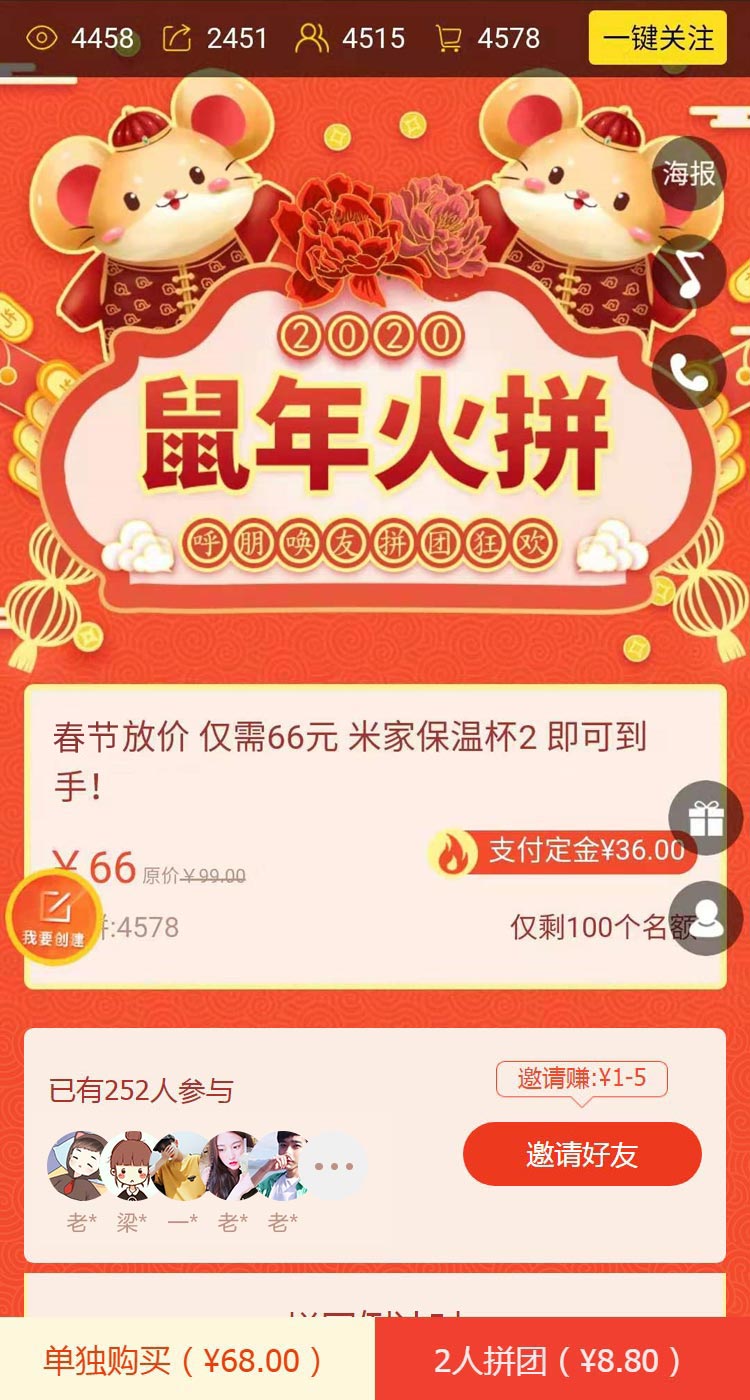 4458 2451 4515 4578 一键关注
海报
2020
鼠年火拼
呼朋唤友拼团狂欢
春节放价 仅需66元 米家保温杯2 即可到
手！
¥66 原价¥99.00 支付定金¥36.00
我要创建 :4578 仅剩100个名额
已有252人参与 邀请赚:¥1-5
邀请好友
老* 梁* 一* 老* 老*
单独购买（¥68.00） 2人拼团（¥8.80）